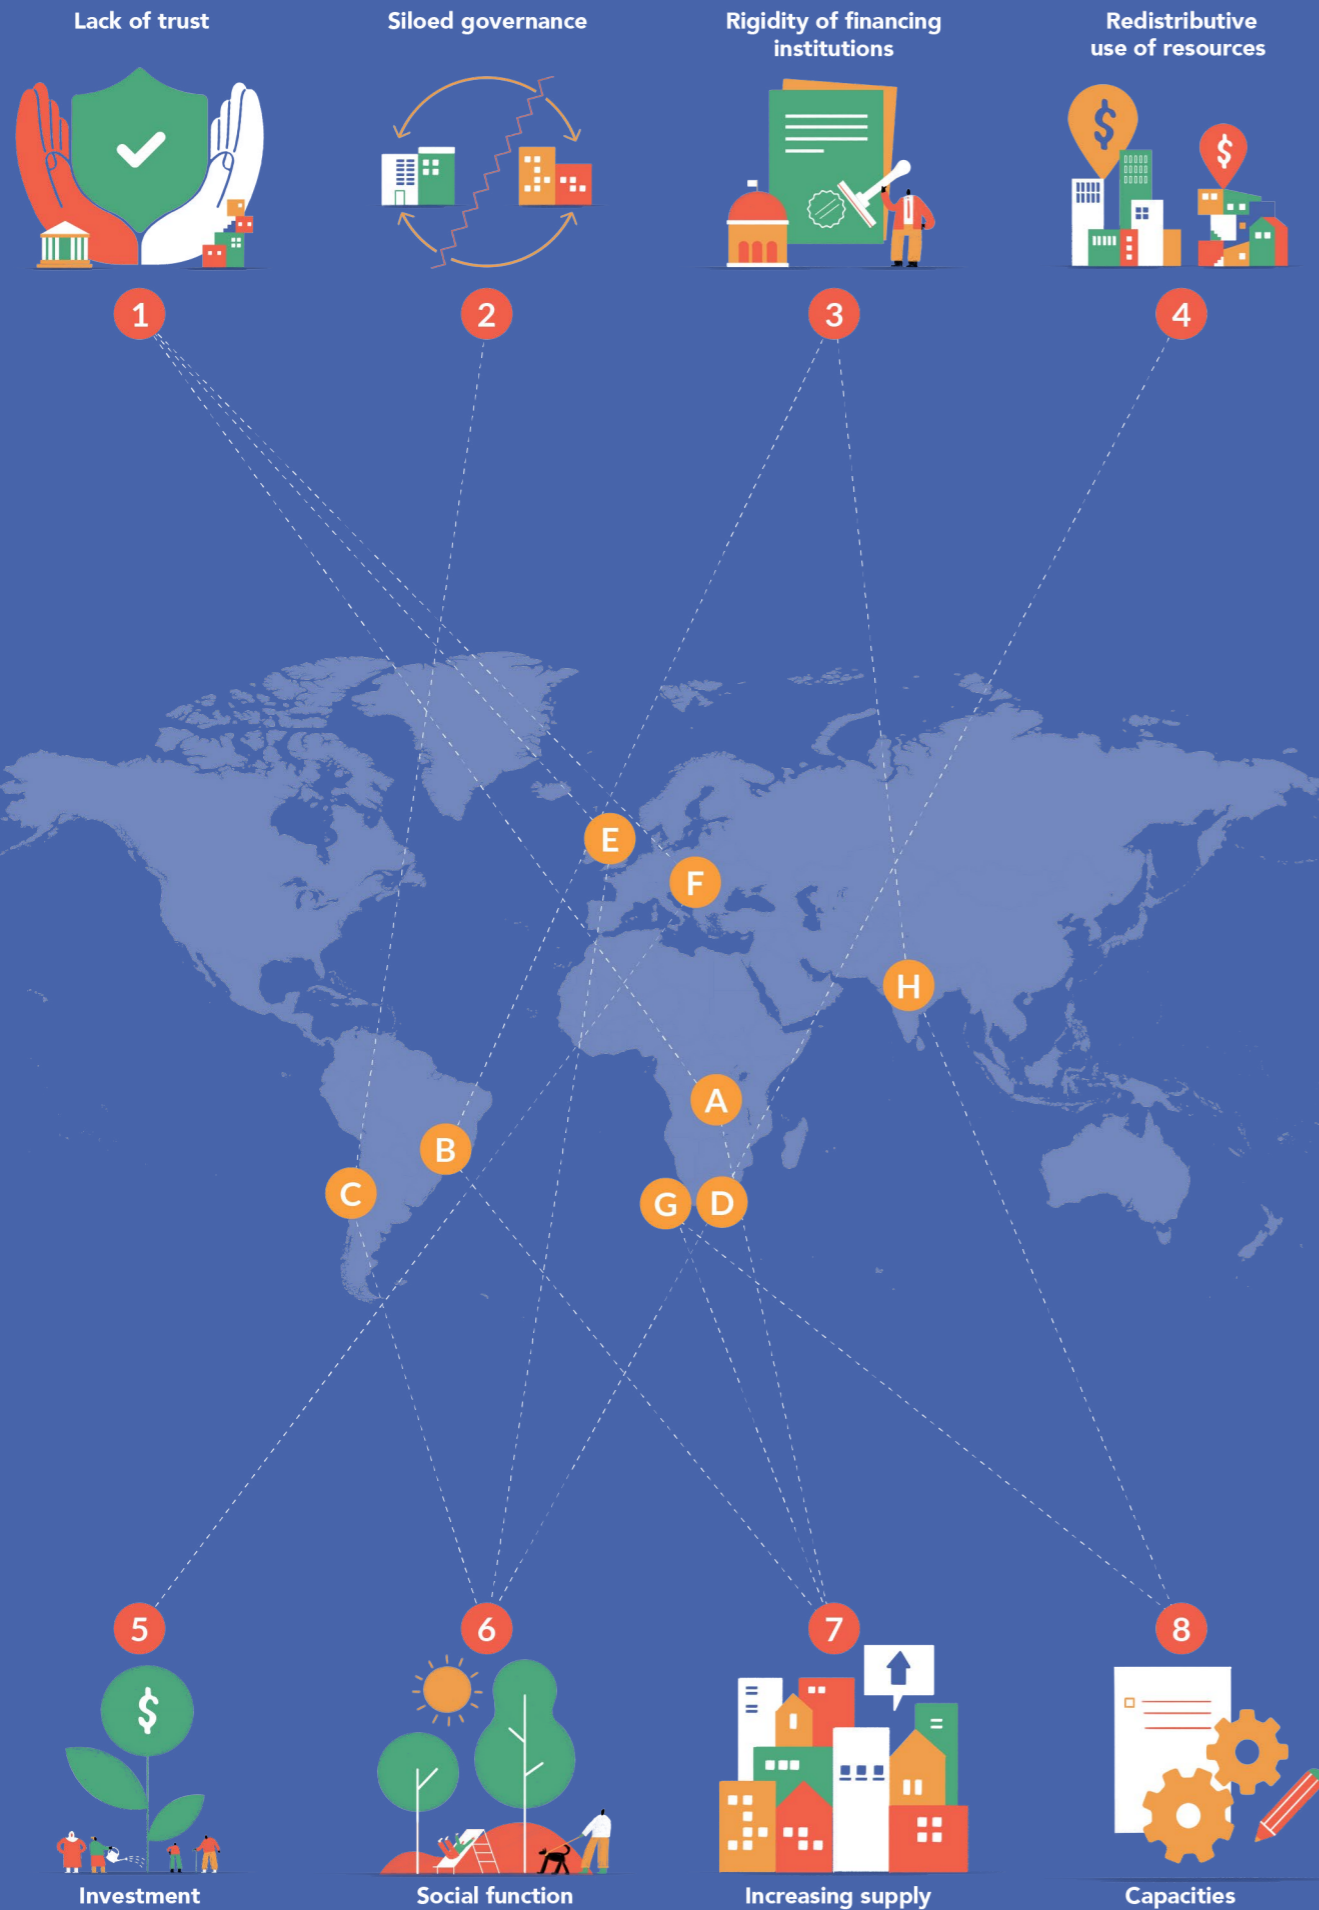 Lack of trust
Siloed governance
Rigidity of financing
institutions
Redistributive
use of resources
$
$
1
2
3
4
E
F
H
A
B
C
G
D
5
6
7
8
$
Investment
Social function
Increasing supply
Capacities